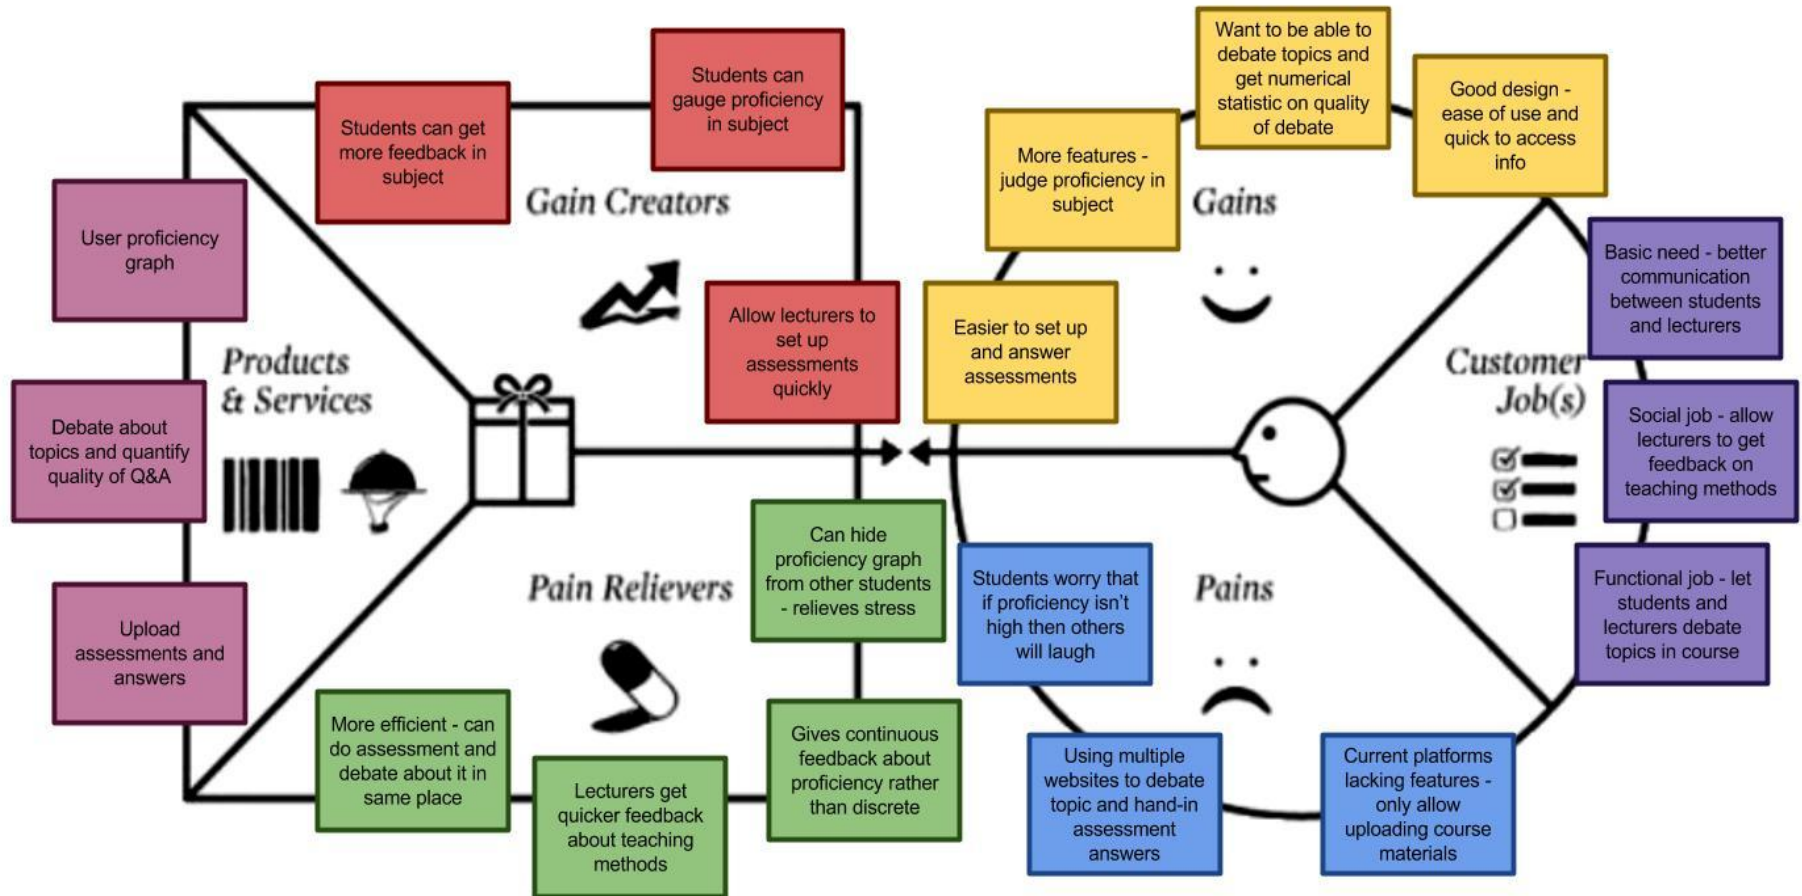 Students can get
more feedback in
subject
Students can
gauge proficiency
in subject
Gain Creators
Allow lecturers to
set up
assessments
quickly
User proficiency
graph
Products
& Services
Debate about
topics and quantify
quality of Q&A
Upload
assessments and
answers
Pain Relievers
Can hide
proficiency graph
from other students
- relieves stress
More efficient - can
do assessment and
debate about it in
same place
Lecturers get
quicker feedback
about teaching
methods
Gives continuous
feedback about
proficiency rather
than discrete
Want to be able to
debate topics and
get numerical
statistic on quality
of debate
Good design -
ease of use and
quick to access
info
More features -
judge proficiency in
subject
Gains
Easier to set up
and answer
assessments
Basic need - better
communication
between students
and lecturers
Customer
Job(s)
Social job - allow
lecturers to get
feedback on
teaching methods
Functional job - let
students and
lecturers debate
topics in course
Students worry that
if proficiency isn't
high then others
will laugh
Pains
Using multiple
websites to debate
topic and hand-in
assessment
answers
Current platforms
lacking features -
only allow
uploading course
materials